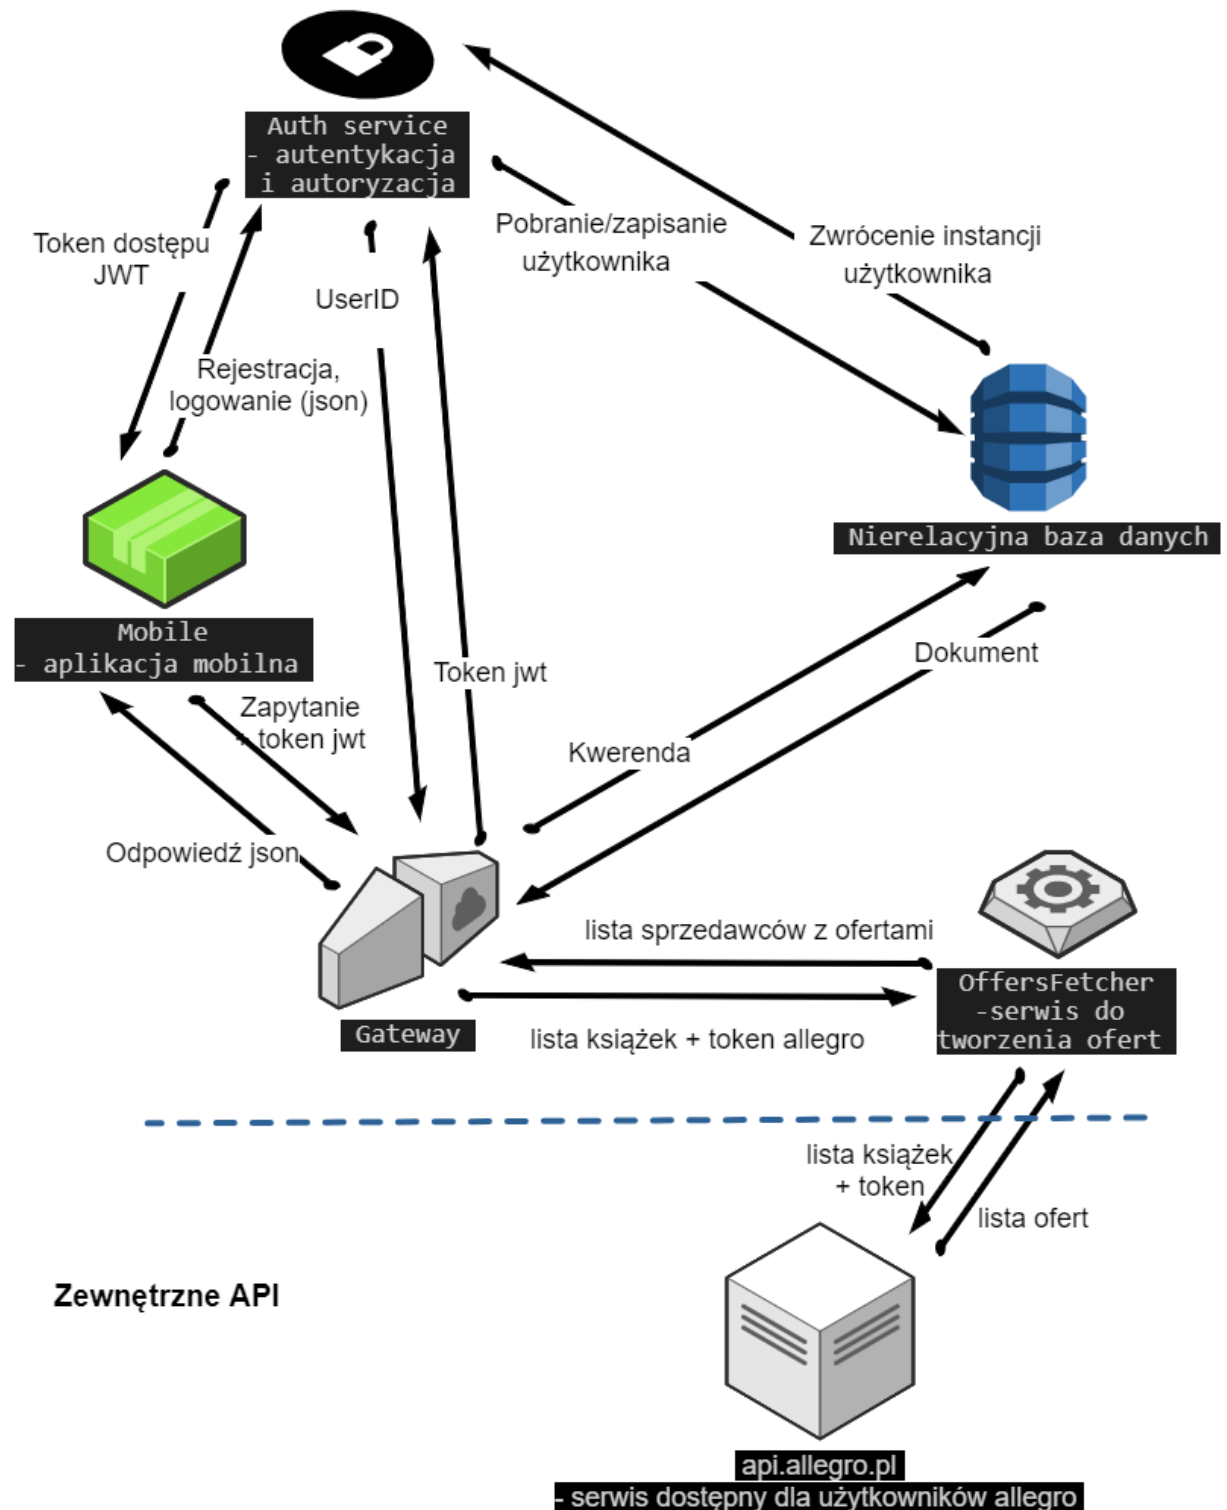 Auth service
- autentykacja
i autoryzacja
Token dostępu
JWT
UserID
Pobranie/zapisanie
użytkownika
Zwrócenie instancji
użytkownika
Rejestracja,
logowanie (json)
Nierelacyjna baza danych
Mobile
- aplikacja mobilna
Token jwt
Dokument
Zapytanie
+ token jwt
Kwerenda
Odpowiedź json
lista sprzedawców z ofertami
OffersFetcher
-serwis do
tworzenia ofert
Gateway
lista książek + token allegro
lista książek
+ token
lista ofert
Zewnętrzne API
api.allegro.pl
- serwis dostępny dla użytkowników allegro